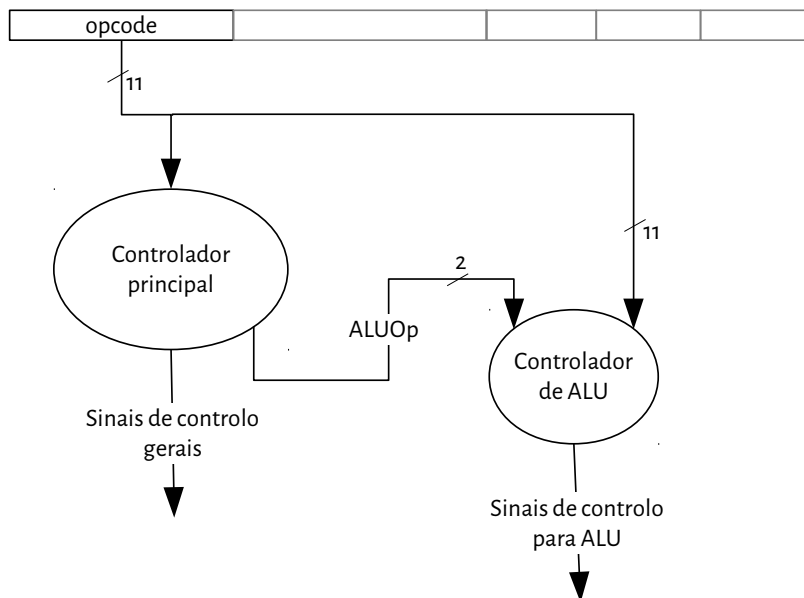 opcode
11
11
Controlador
principal
2
ALUOp
Controlador
de ALU
Sinais de controlo
gerais
Sinais de controlo
para ALU